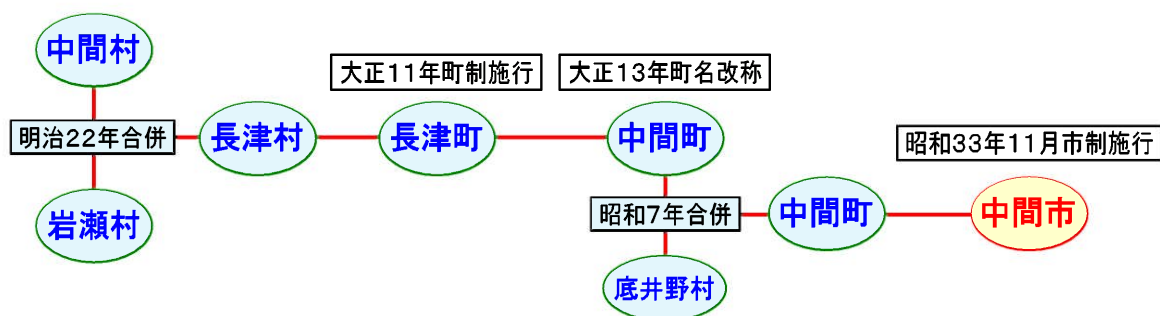 中間村
明治22年合併
岩瀬村
長津村
大正11年町制施行
長津町
大正13年町名改称
中間町
昭和7年合併
底井野村
中間町
昭和33年11月市制施行
中間市